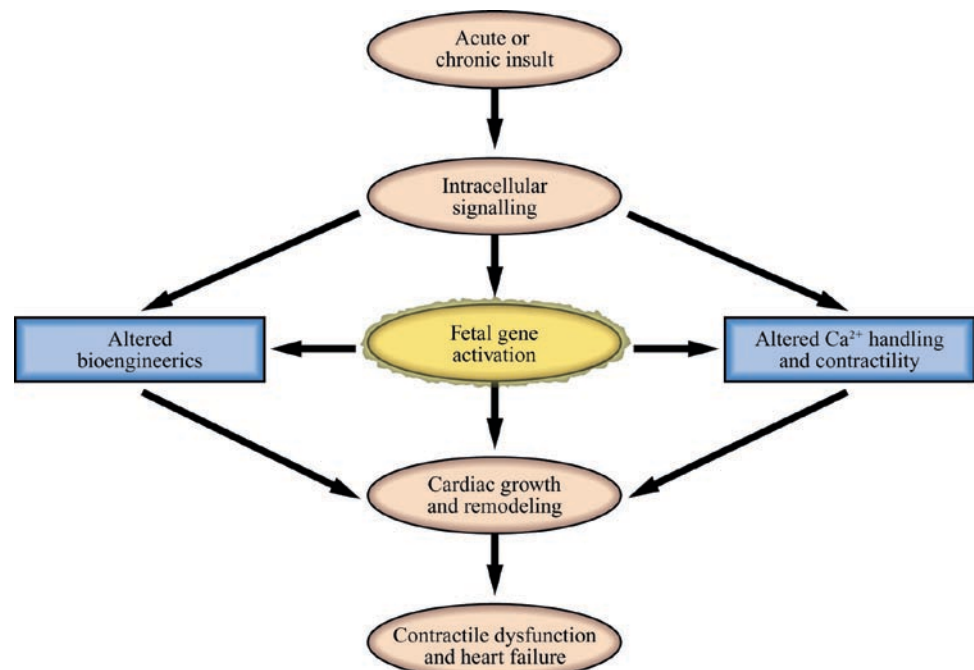 Acute or
chronic insult
Intracellular
signalling
Altered
bioengineerics
Fetal gene
activation
Altered Ca²⁺ handling
and contractility
Cardiac growth
and remodeling
Contractile dysfunction
and heart failure